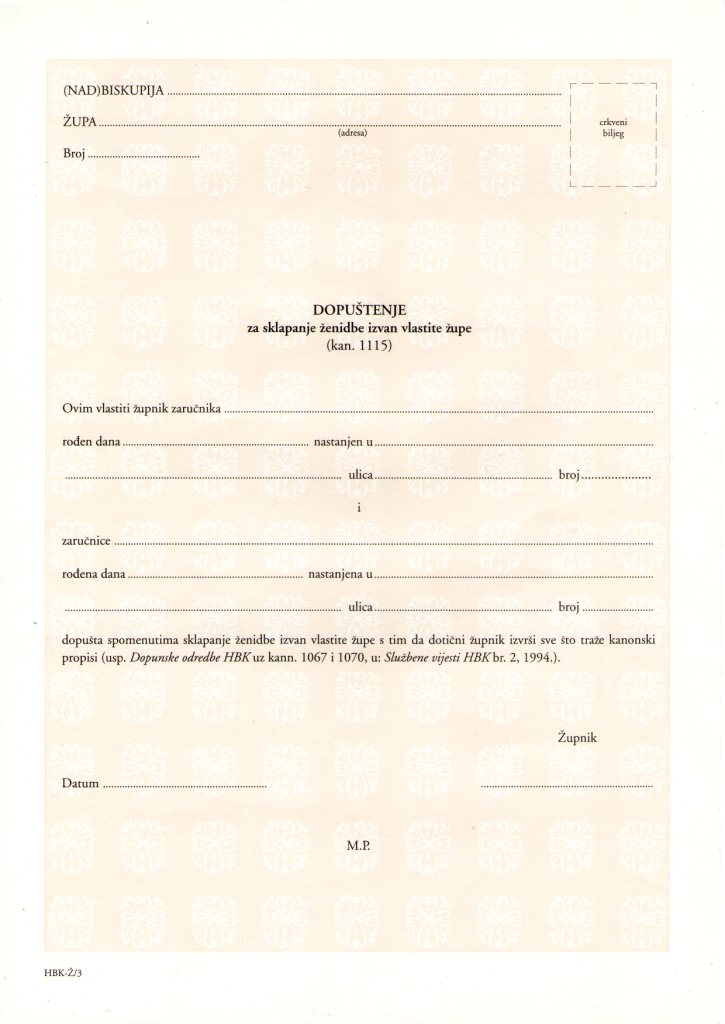 (NAD)BISKUPIJA
ŽUPA
(adresa)
crkveni
biljeg
Broj
DOPUŠTENJE
za sklapanje ženidbe izvan vlastite župe
(kan. 1115)
Ovim vlastiti župnik zaručnika
rođen dana nastanjen u
ulica broj
i
zaručnice
rođena dana nastanjena u
ulica broj
dopušta spomenutima sklapanje ženidbe izvan vlastite župe s tim da dotični župnik izvrši sve što traže kanonski
propisi (usp. Dopunske odredbe HBK uz kann. 1067 i 1070, u: Službene vijesti HBK br. 2, 1994.).
Župnik
Datum
M.P.
HBK-Ž/3